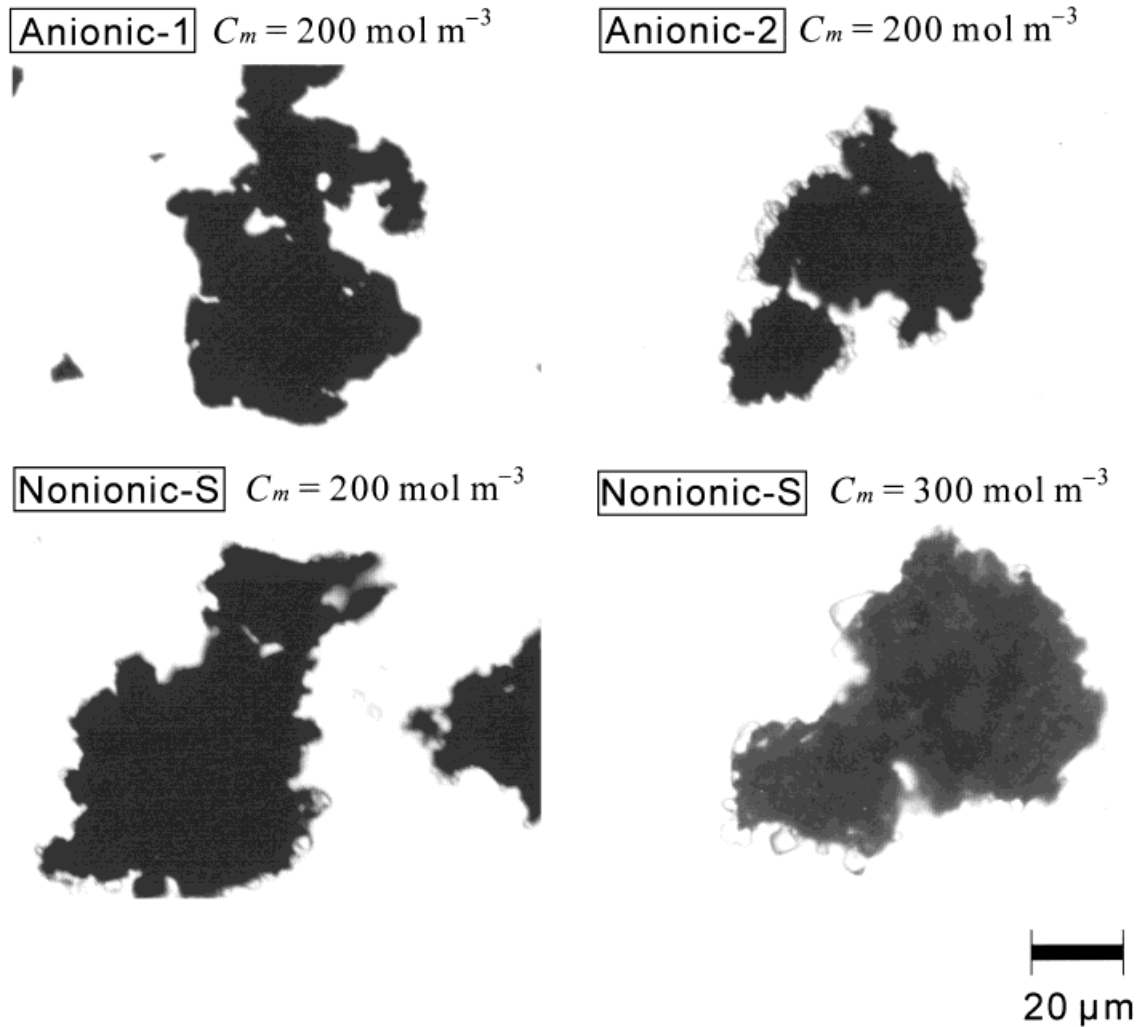 Anionic-1 Cm = 200 mol m⁻³
Anionic-2 Cm = 200 mol m⁻³
Nonionic-S Cm = 200 mol m⁻³
Nonionic-S Cm = 300 mol m⁻³
20 μm